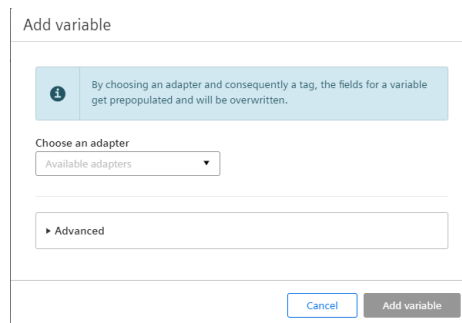 Add variable
By choosing an adapter and consequently a tag, the fields for a variable
get prepopulated and will be overwritten.
Choose an adapter
Available adapters
Advanced
Cancel
Add variable